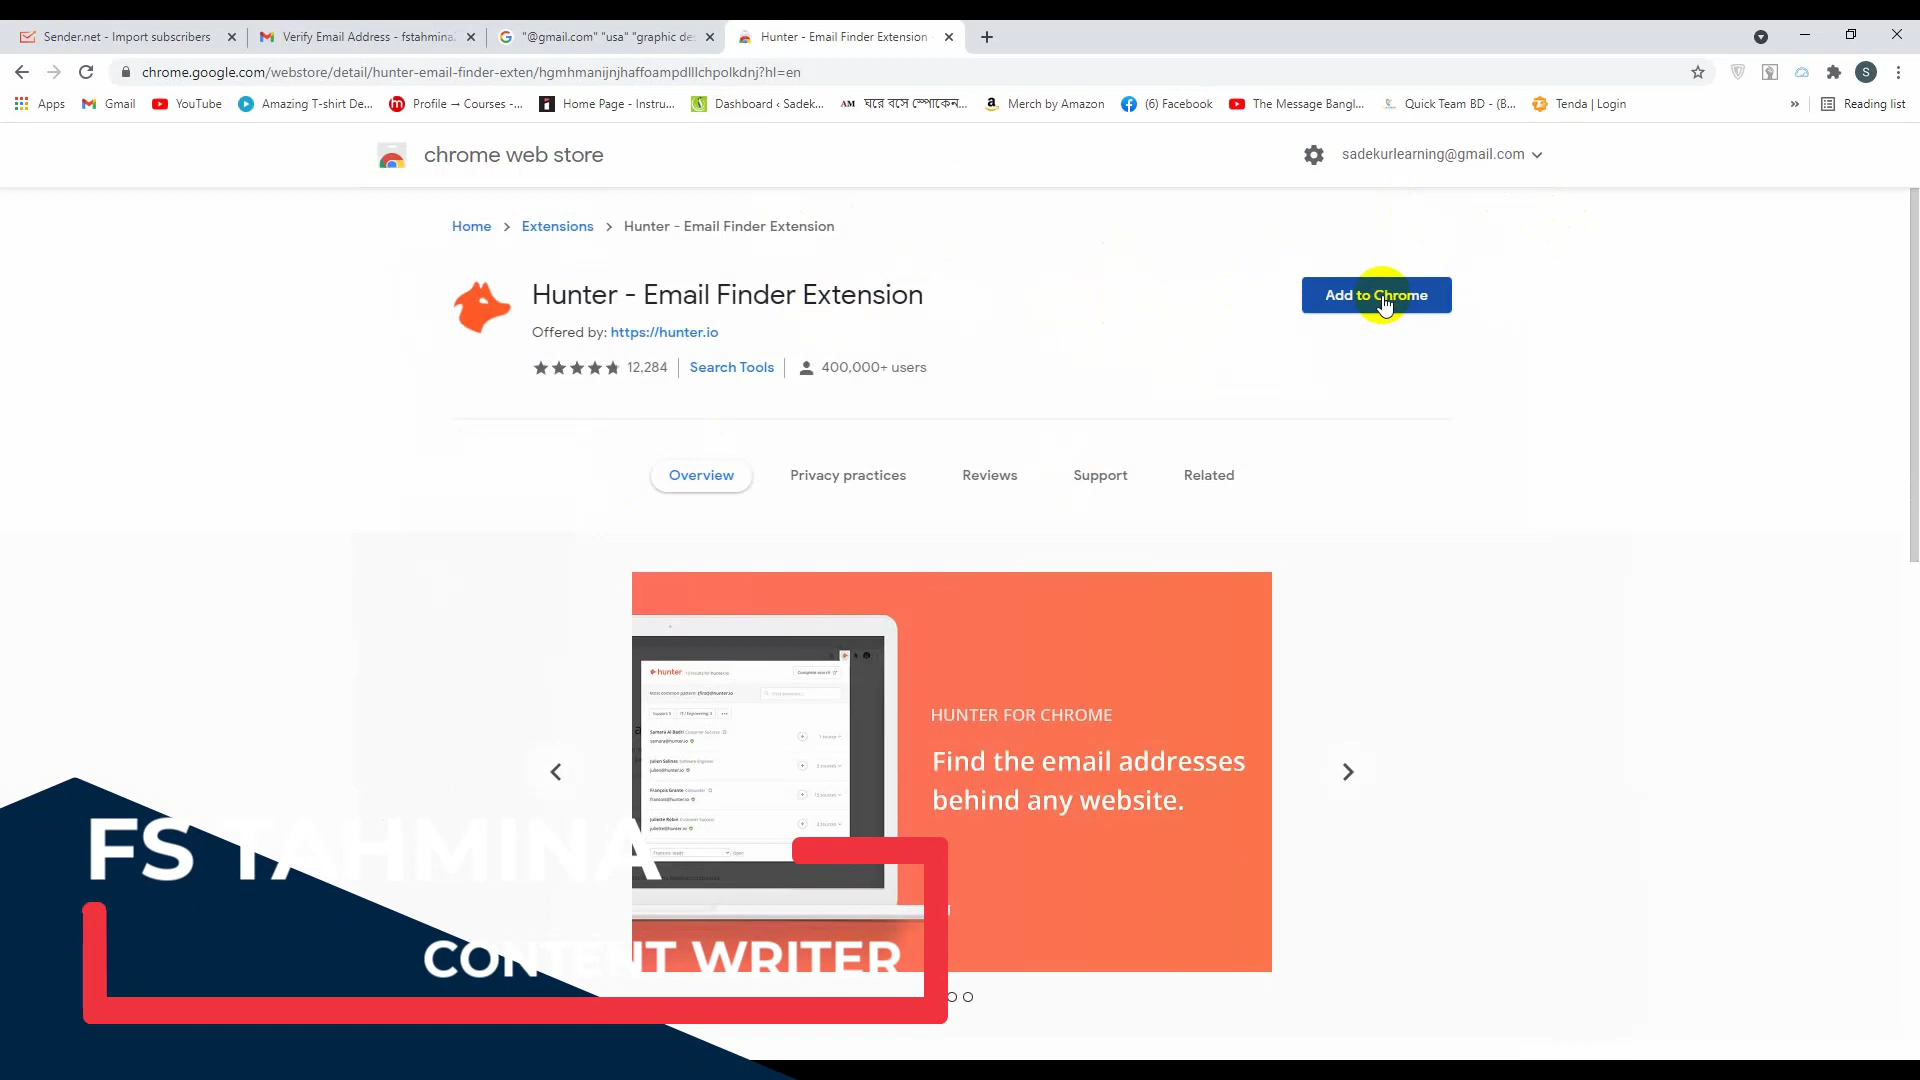 Sender.net - Import subscribers
Verify Email Address - fstahmina
"@gmail.com" "usa" "graphic de
Hunter - Email Finder Extension
chrome.google.com/webstore/detail/hunter-email-finder-exten/hgmhmanijnjhaffoampdlllchpolkdnj?hl=en
S
Apps
Gmail
YouTube
Amazing T-shirt De...
Profile → Courses -...
Home Page - Instru...
Dashboard ‹ Sadek...
AM ঘরে বসে স্পোকেন...
Merch by Amazon
(6) Facebook
The Message Bangl...
Quick Team BD - (B...
Tenda | Login
»
Reading list
chrome web store
sadekurlearning@gmail.com
Home > Extensions > Hunter - Email Finder Extension
Hunter - Email Finder Extension
Add to Chrome
Offered by: https://hunter.io
12,284 | Search Tools | 400,000+ users
Overview
Privacy practices
Reviews
Support
Related
hunter
HUNTER FOR CHROME
Find the email addresses
behind any website.
FS TAHMINA
CONTENT WRITER